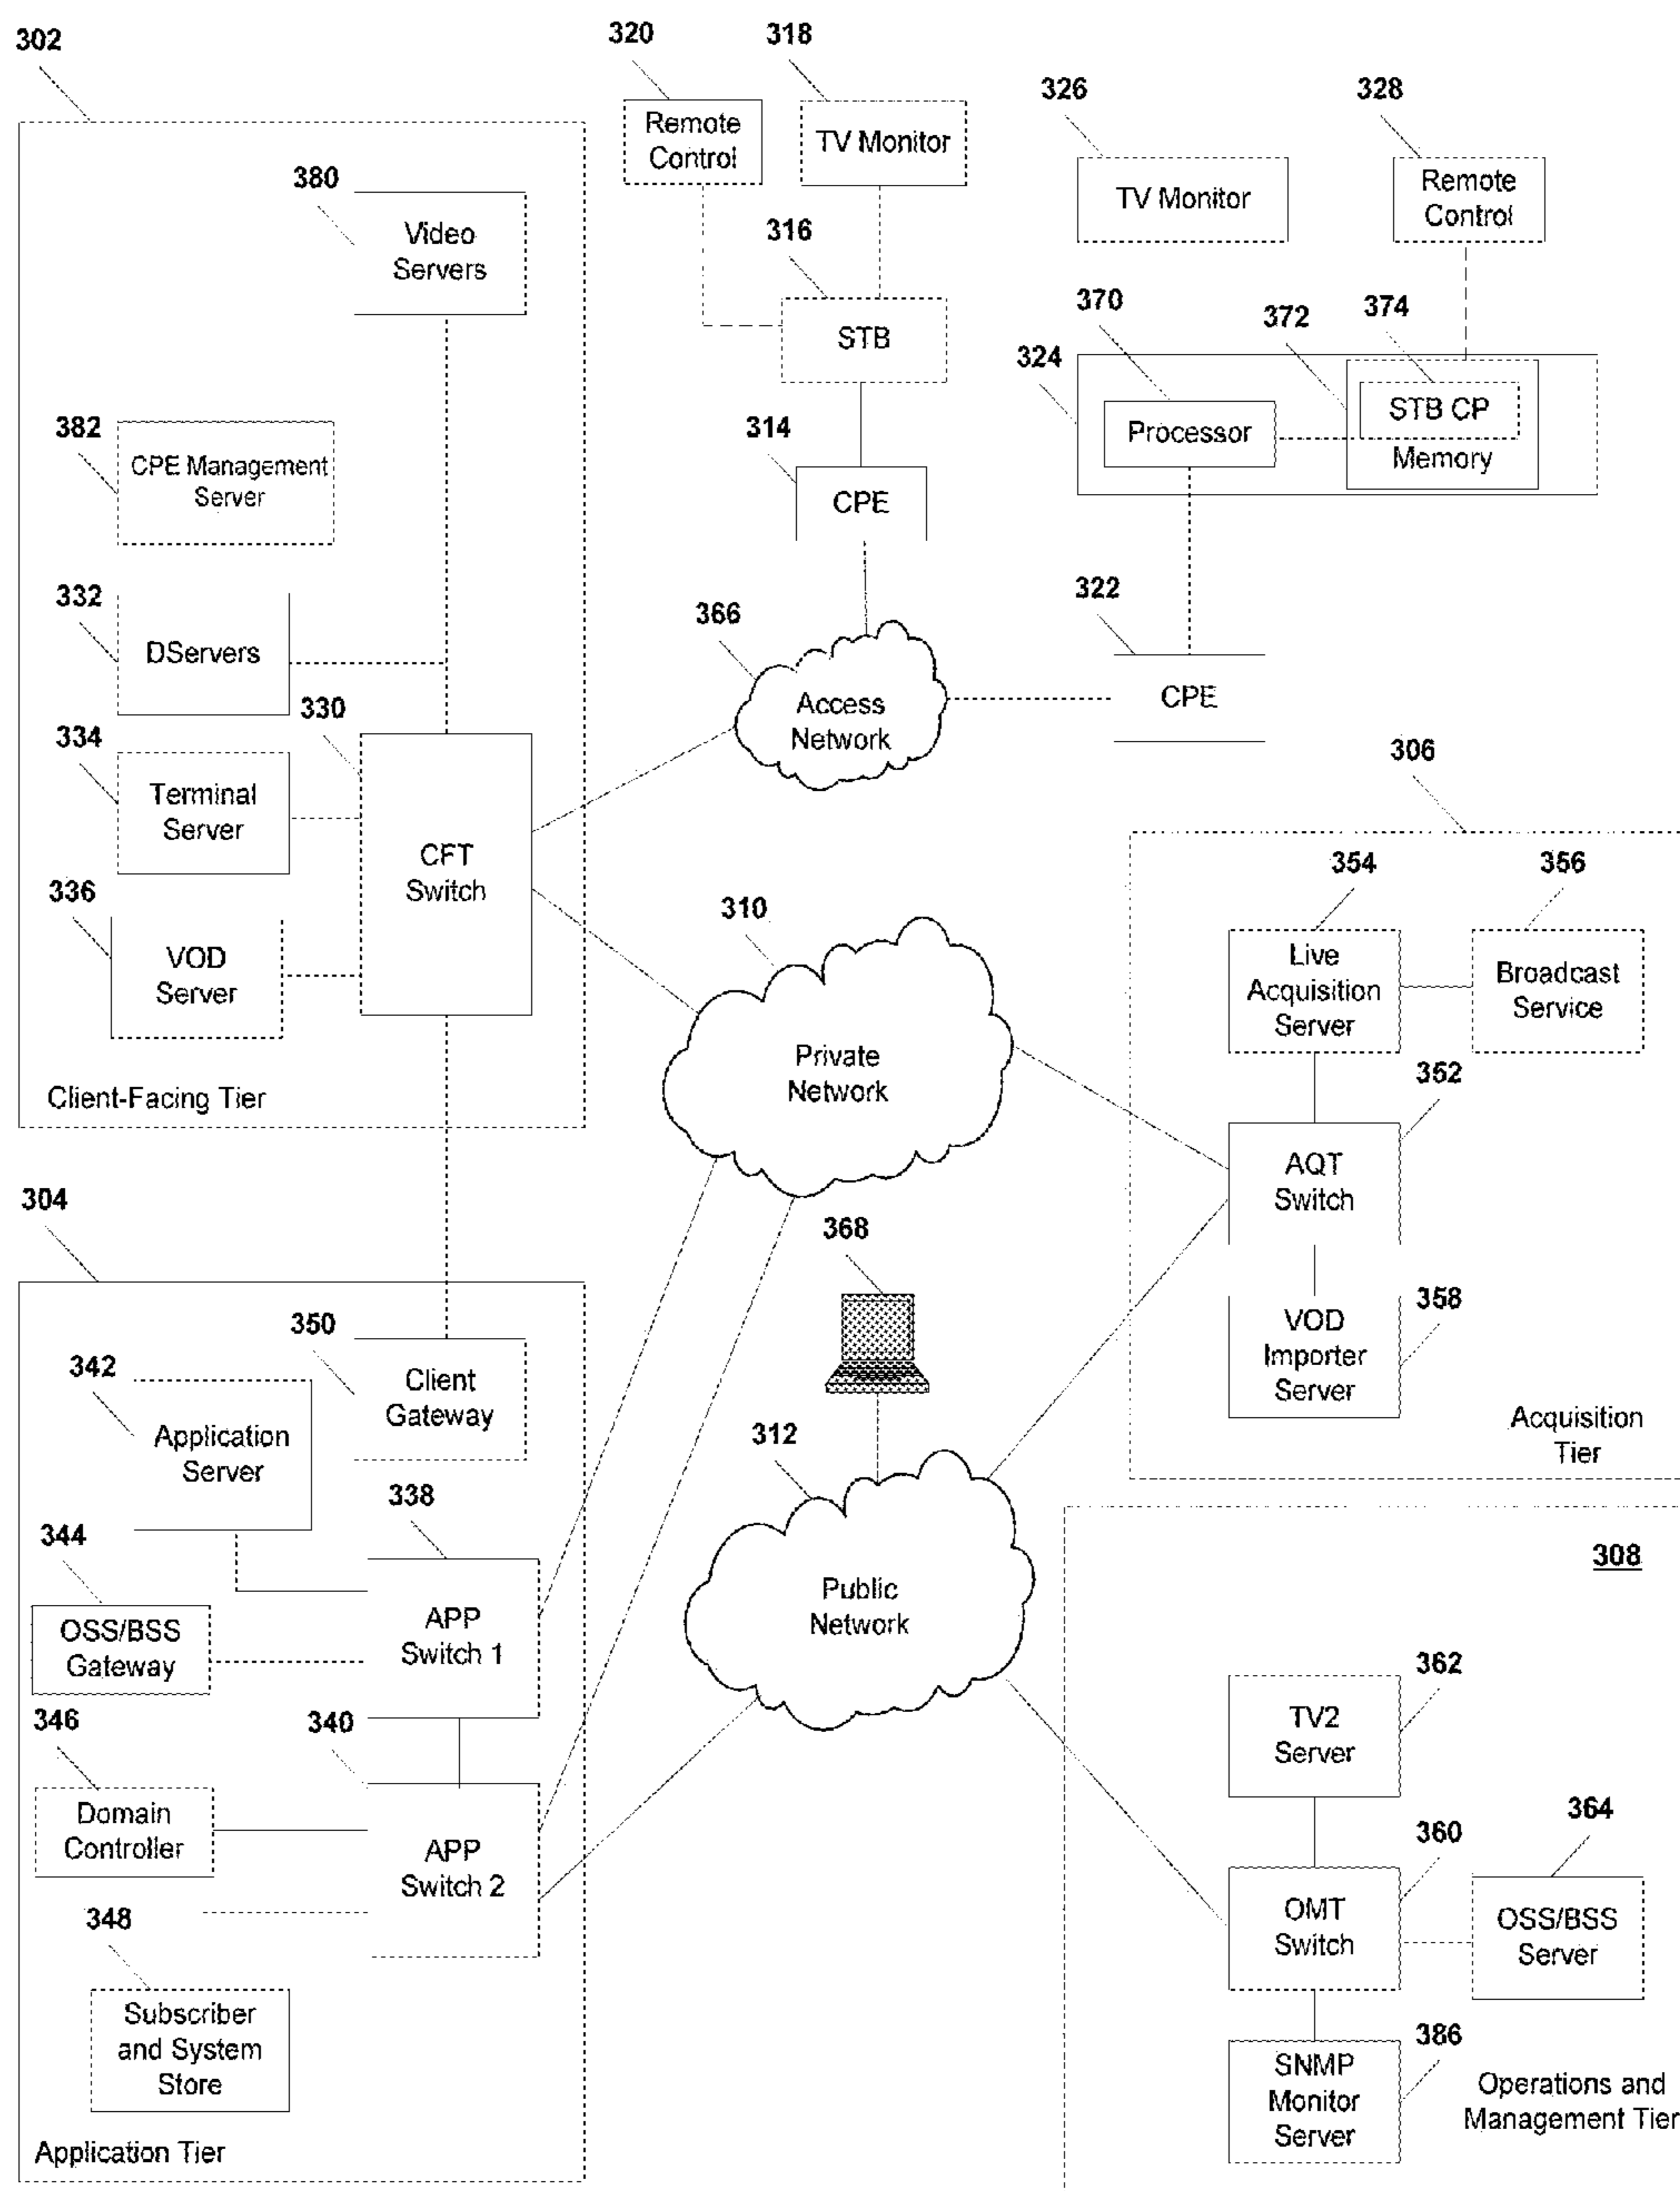 302
320
318
326
328
Remote
Control
TV Monitor
TV Monitor
Remote
Control
380
Video
Servers
316
STB
370
372
374
324
Processor
STB CP
Memory
382
CPE Management
Server
314
CPE
332
DServers
366
Access
Network
322
CPE
330
334
Terminal
Server
CFT
Switch
336
VOD
Server
Client-Facing Tier
310
Private
Network
306
354
356
Live
Acquisition
Server
Broadcast
Service
352
AQT
Switch
358
VOD
Importer
Server
Acquisition
Tier
304
368
350
Client
Gateway
342
Application
Server
312
Public
Network
338
APP
Switch 1
344
OSS/BSS
Gateway
346
340
Domain
Controller
APP
Switch 2
348
Subscriber
and System
Store
Application Tier
308
362
TV2
Server
360
364
OMT
Switch
OSS/BSS
Server
386
SNMP
Monitor
Server
Operations and
Management Tier